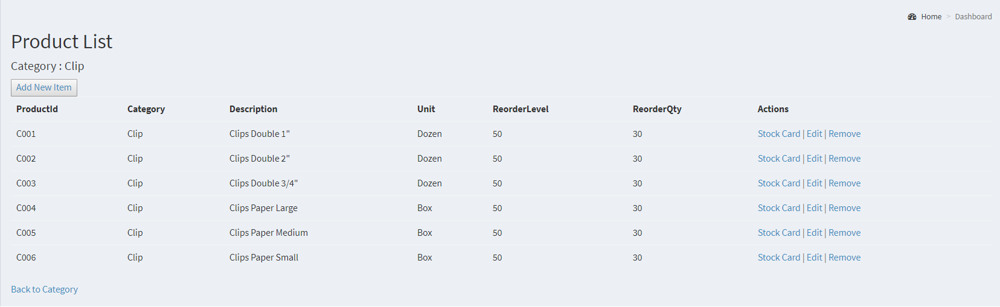 Home > Dashboard
Product List
Category : Clip
Add New Item
ProductId Category Description Unit ReorderLevel ReorderQty Actions
C001 Clip Clips Double 1" Dozen 50 30 Stock Card | Edit | Remove
C002 Clip Clips Double 2" Dozen 50 30 Stock Card | Edit | Remove
C003 Clip Clips Double 3/4" Dozen 50 30 Stock Card | Edit | Remove
C004 Clip Clips Paper Large Box 50 30 Stock Card | Edit | Remove
C005 Clip Clips Paper Medium Box 50 30 Stock Card | Edit | Remove
C006 Clip Clips Paper Small Box 50 30 Stock Card | Edit | Remove
Back to Category